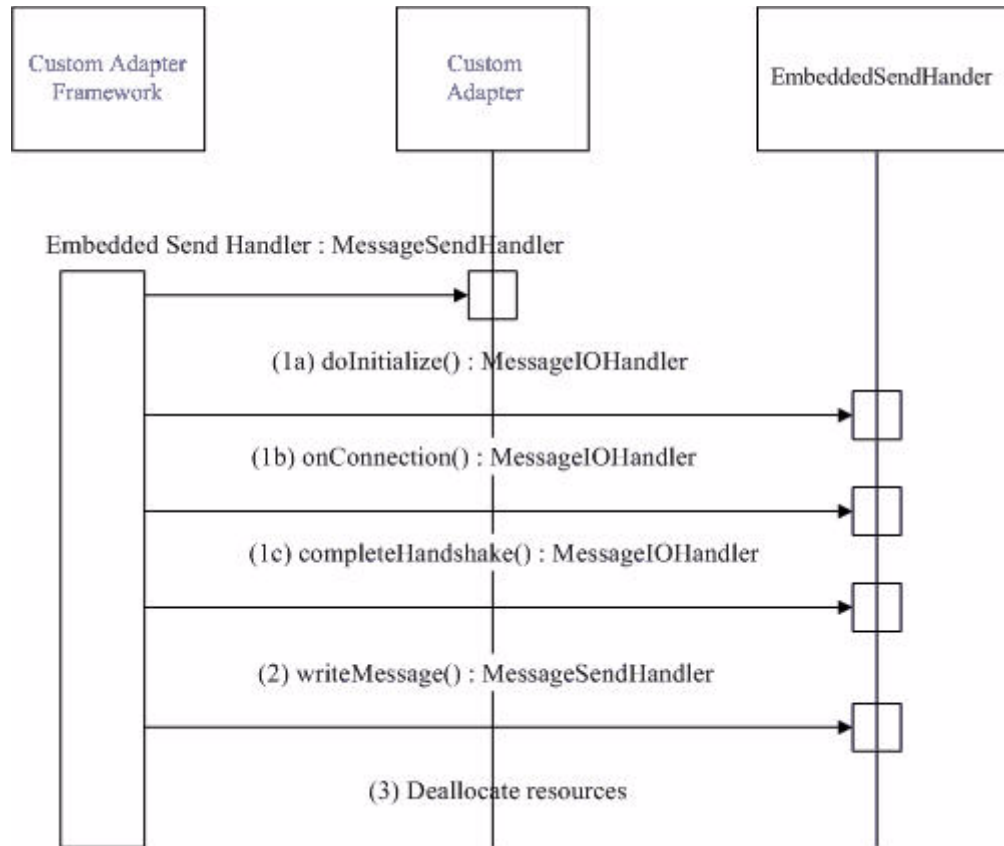 Custom Adapter
Framework
Custom
Adapter
EmbeddedSendHander
Embedded Send Handler : MessageSendHandler
(1a) doInitialize() : MessageIOHandler
(1b) onConnection() : MessageIOHandler
(1c) completeHandshake() : MessageIOHandler
(2) writeMessage() : MessageSendHandler
(3) Deallocate resources